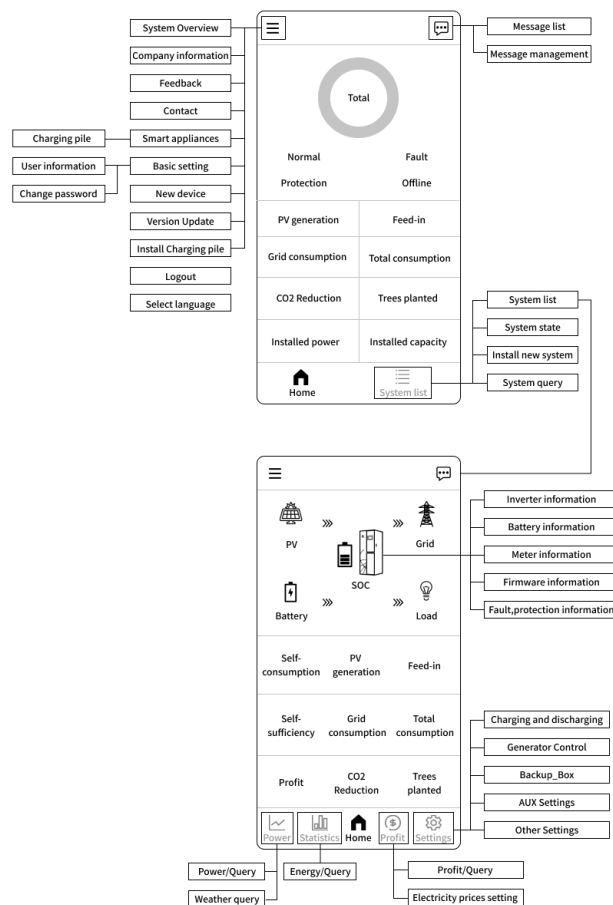 System Overview
Company information
Feedback
Contact
Smart appliances
Charging pile
Basic setting
User information
Change password
New device
Version Update
Install Charging pile
Logout
Select language
Message list
Message management
Total
Normal
Fault
Protection
Offline
PV generation
Feed-in
Grid consumption
Total consumption
CO2 Reduction
Trees planted
Installed power
Installed capacity
Home
System list
System list
System state
Install new system
System query
PV
Grid
SOC
Battery
Load
Inverter information
Battery information
Meter information
Firmware information
Fault,protection information
Self-
consumption
PV
generation
Feed-in
Self-
sufficiency
Grid
consumption
Total
consumption
Profit
CO2
Reduction
Trees
planted
Charging and discharging
Generator Control
Backup_Box
AUX Settings
Other Settings
Power
Statistics
Home
Profit
Settings
Power/Query
Weather query
Energy/Query
Profit/Query
Electricity prices setting